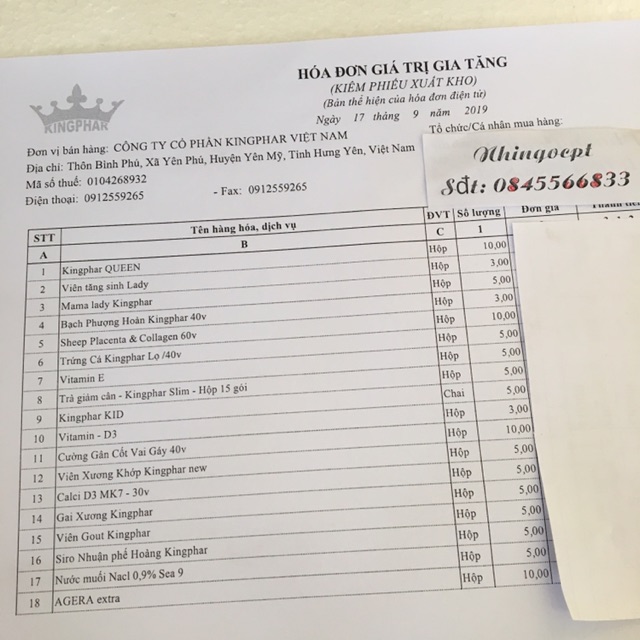 KINGPHAR
HÓA ĐƠN GIÁ TRỊ GIA TĂNG
(KIÊM PHIẾU XUẤT KHO)
(Bản thể hiện của hóa đơn điện tử)
Ngày 17 tháng 9 năm 2019
Đơn vị bán hàng: CÔNG TY CỔ PHẦN KINGPHAR VIỆT NAM
Tổ chức/Cá nhân mua hàng:
Địa chỉ: Thôn Bình Phú, Xã Yên Phú, Huyện Yên Mỹ, Tỉnh Hưng Yên, Việt Nam
Mã số thuế: 0104268932
Điện thoại: 0912559265 - Fax: 0912559265
Nhingocpt
Sđt: 0845566833
STT Tên hàng hóa, dịch vụ ĐVT Số lượng Đơn giá
A B C 1
1 Kingphar QUEEN Hộp 10,00
2 Viên tăng sinh Lady Hộp 3,00
3 Mama lady Kingphar Hộp 5,00
4 Bạch Phượng Hoàn Kingphar 40v Hộp 3,00
5 Sheep Placenta & Collagen 60v Hộp 10,00
6 Trứng Cá Kingphar Lọ /40v Hộp 5,00
7 Vitamin E Hộp 5,00
8 Trà giảm cân - Kingphar Slim - Hộp 15 gói Hộp 5,00
9 Kingphar KID Chai 5,00
10 Vitamin - D3 Hộp 3,00
11 Cường Gân Cốt Vai Gáy 40v Hộp 10,00
12 Viên Xương Khớp Kingphar new Hộp 5,00
13 Calci D3 MK7 - 30v Hộp 5,00
14 Gai Xương Kingphar Hộp 5,00
15 Viên Gout Kingphar Hộp 5,00
16 Siro Nhuận phế Hoàng Kingphar Hộp 5,00
17 Nước muối Nacl 0,9% Sea 9 Hộp 5,00
18 AGERA extra Hộp 10,00